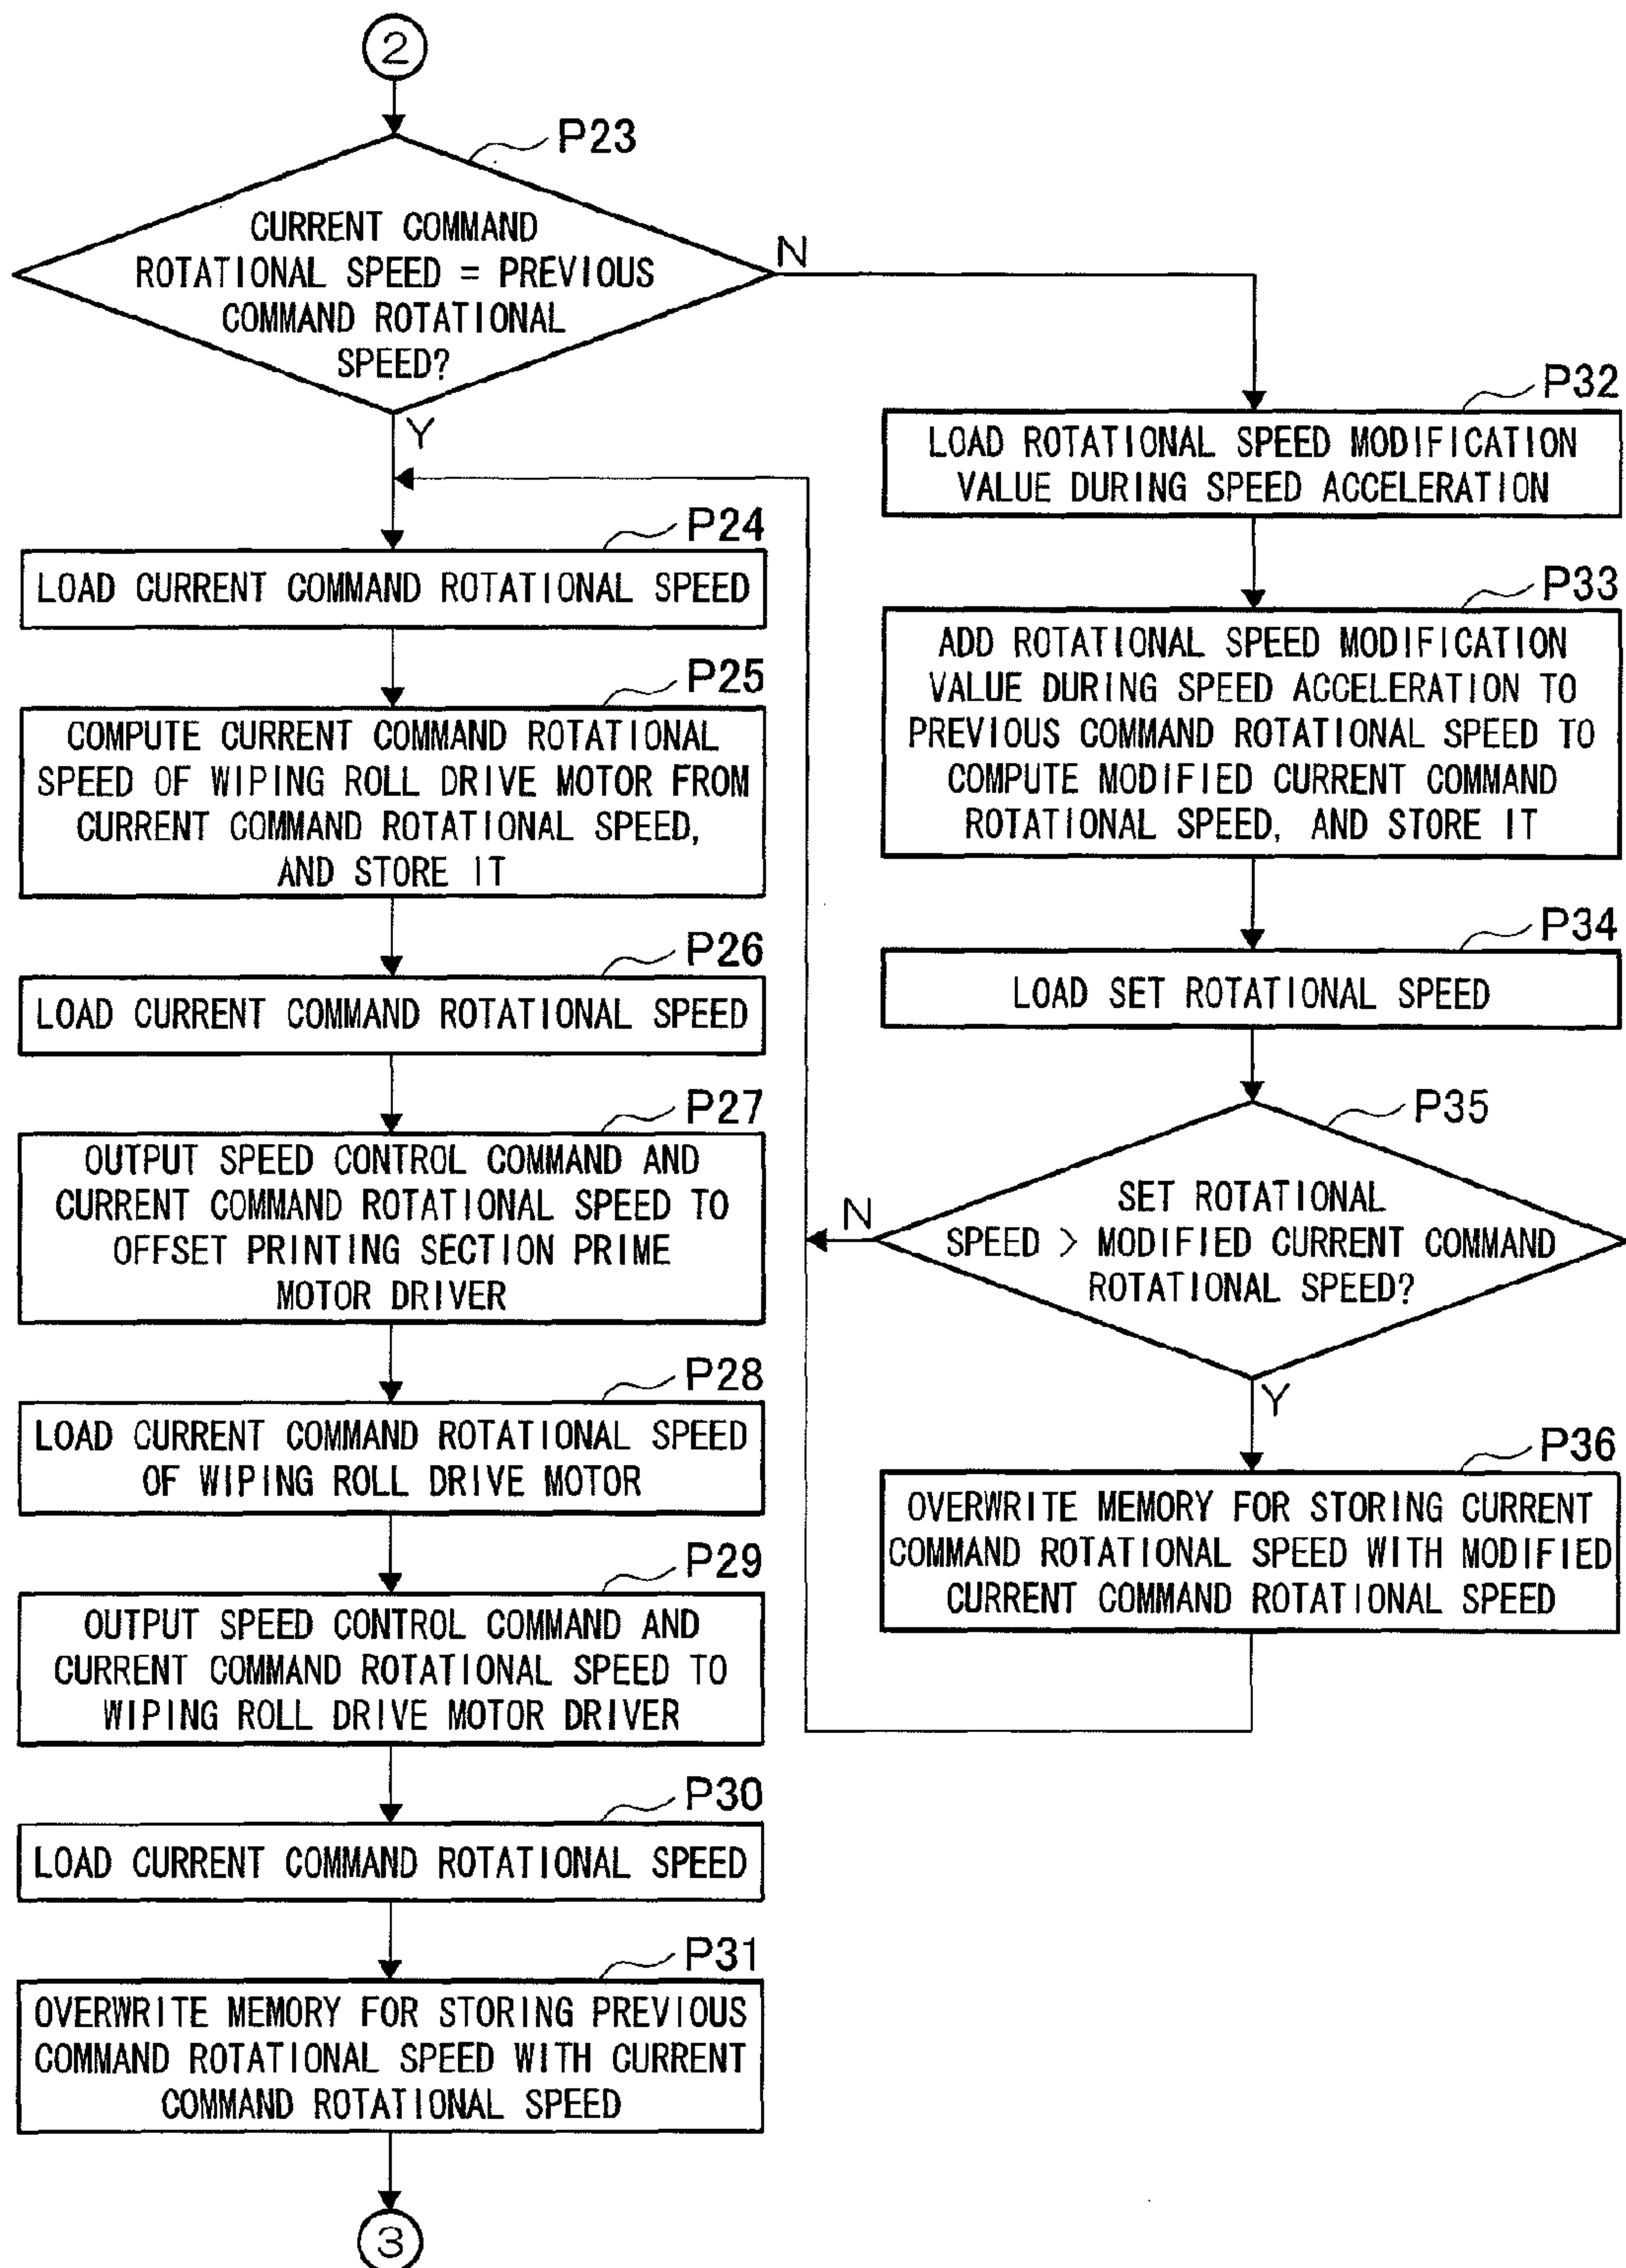 2
P23
CURRENT COMMAND
ROTATIONAL SPEED = PREVIOUS
COMMAND ROTATIONAL
SPEED?
N
Y
P24
LOAD CURRENT COMMAND ROTATIONAL SPEED
P25
COMPUTE CURRENT COMMAND ROTATIONAL
SPEED OF WIPING ROLL DRIVE MOTOR FROM
CURRENT COMMAND ROTATIONAL SPEED,
AND STORE IT
P26
LOAD CURRENT COMMAND ROTATIONAL SPEED
P27
OUTPUT SPEED CONTROL COMMAND AND
CURRENT COMMAND ROTATIONAL SPEED TO
OFFSET PRINTING SECTION PRIME
MOTOR DRIVER
P28
LOAD CURRENT COMMAND ROTATIONAL SPEED
OF WIPING ROLL DRIVE MOTOR
P29
OUTPUT SPEED CONTROL COMMAND AND
CURRENT COMMAND ROTATIONAL SPEED TO
WIPING ROLL DRIVE MOTOR DRIVER
P30
LOAD CURRENT COMMAND ROTATIONAL SPEED
P31
OVERWRITE MEMORY FOR STORING PREVIOUS
COMMAND ROTATIONAL SPEED WITH CURRENT
COMMAND ROTATIONAL SPEED
3
P32
LOAD ROTATIONAL SPEED MODIFICATION
VALUE DURING SPEED ACCELERATION
P33
ADD ROTATIONAL SPEED MODIFICATION
VALUE DURING SPEED ACCELERATION TO
PREVIOUS COMMAND ROTATIONAL SPEED TO
COMPUTE MODIFIED CURRENT COMMAND
ROTATIONAL SPEED, AND STORE IT
P34
LOAD SET ROTATIONAL SPEED
P35
SET ROTATIONAL
SPEED > MODIFIED CURRENT COMMAND
ROTATIONAL SPEED?
N
Y
P36
OVERWRITE MEMORY FOR STORING CURRENT
COMMAND ROTATIONAL SPEED WITH MODIFIED
CURRENT COMMAND ROTATIONAL SPEED